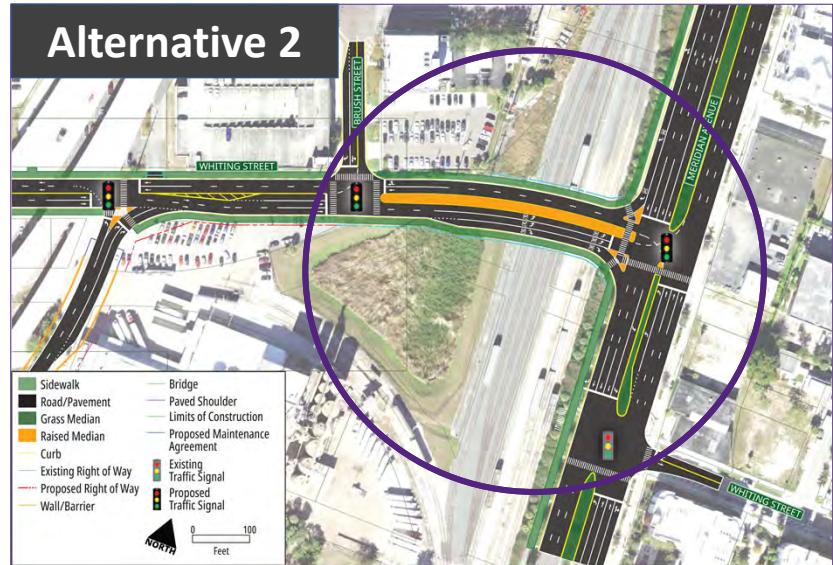 Alternative 2
BRUSH STREET
MERIDIAN AVENUE
WHITING STREET
WHITING STREET
Sidewalk
Road/Pavement
Grass Median
Raised Median
Curb
Existing Right of Way
Proposed Right of Way
Wall/Barrier
Bridge
Paved Shoulder
Limits of Construction
Proposed Maintenance
Agreement
Existing
Traffic Signal
Proposed
Traffic Signal
NORTH
0 100
Feet